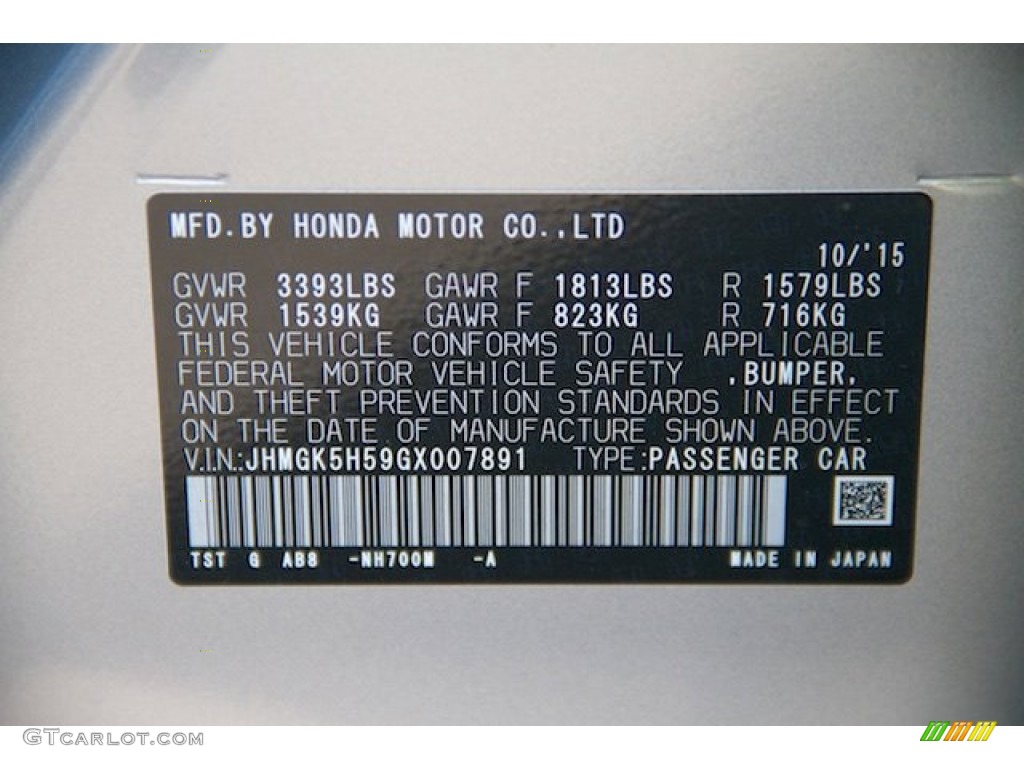 MFD.BY HONDA MOTOR CO.,LTD
10/'15
GVWR 3393LBS GAWR F 1813LBS R 1579LBS
GVWR 1539KG GAWR F 823KG R 716KG
THIS VEHICLE CONFORMS TO ALL APPLICABLE
FEDERAL MOTOR VEHICLE SAFETY ,BUMPER,
AND THEFT PREVENTION STANDARDS IN EFFECT
ON THE DATE OF MANUFACTURE SHOWN ABOVE.
V.I.N.:JHMGK5H59GX007891 TYPE:PASSENGER CAR
TST G AB8 -NH700M -A MADE IN JAPAN
GTCARLOT.COM